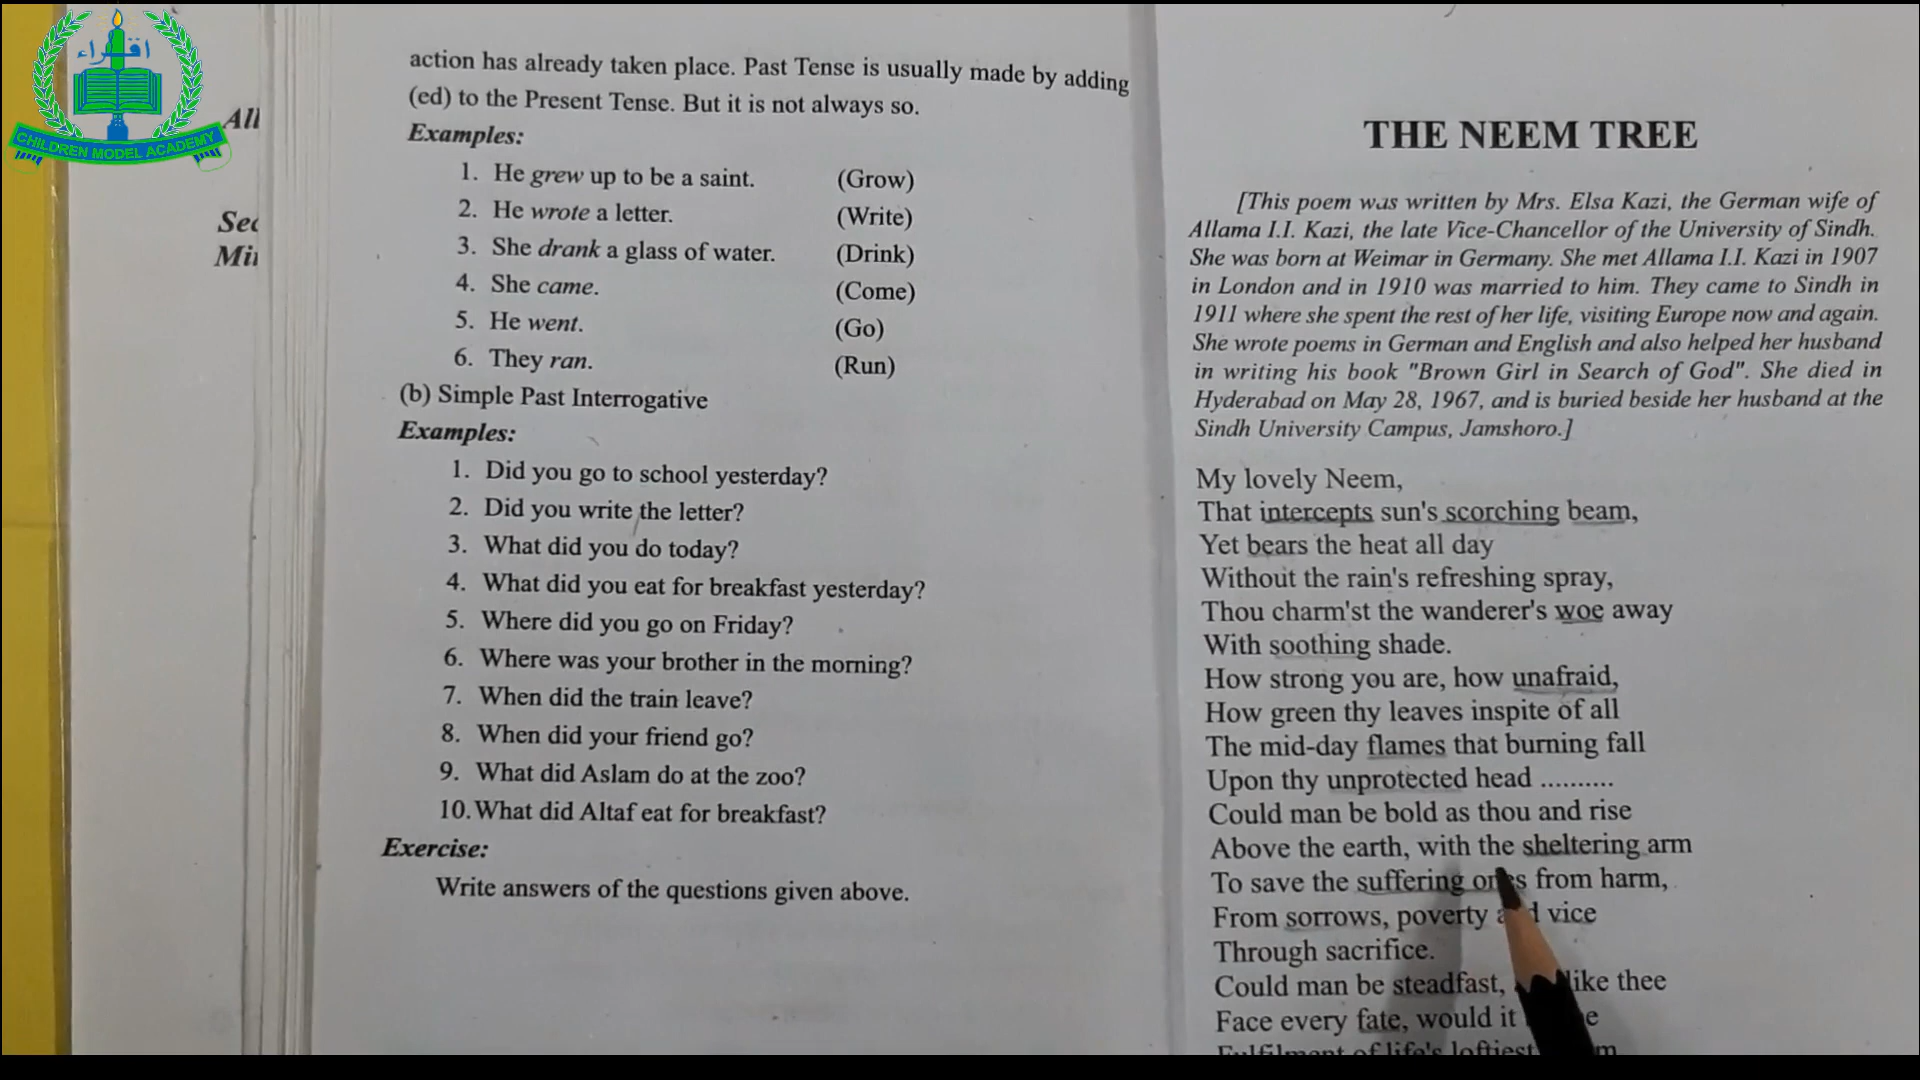 اقراء
CHILDREN MODEL ACADEMY
All
Sec
action has already taken place. Past Tense is usually made by adding
(ed) to the Present Tense. But it is not always so.
Examples:
1. He grew up to be a saint. (Grow)
2. He wrote a letter. (Write)
3. She drank a glass of water. (Drink)
4. She came. (Come)
5. He went. (Go)
6. They ran. (Run)
(b) Simple Past Interrogative
Examples:
1. Did you go to school yesterday?
2. Did you write the letter?
3. What did you do today?
4. What did you eat for breakfast yesterday?
5. Where did you go on Friday?
6. Where was your brother in the morning?
7. When did the train leave?
8. When did your friend go?
9. What did Aslam do at the zoo?
10. What did Altaf eat for breakfast?
Exercise:
Write answers of the questions given above.
THE NEEM TREE
[This poem was written by Mrs. Elsa Kazi, the German wife of
Allama I.I. Kazi, the late Vice-Chancellor of the University of Sindh.
She was born at Weimar in Germany. She met Allama I.I. Kazi in 1907
in London and in 1910 was married to him. They came to Sindh in
1911 where she spent the rest of her life, visiting Europe now and again.
She wrote poems in German and English and also helped her husband
in writing his book "Brown Girl in Search of God". She died in
Hyderabad on May 28, 1967, and is buried beside her husband at the
Sindh University Campus, Jamshoro.]
My lovely Neem,
That intercepts sun's scorching beam,
Yet bears the heat all day
Without the rain's refreshing spray,
Thou charm'st the wanderer's woe away
With soothing shade.
How strong you are, how unafraid,
How green thy leaves inspite of all
The mid-day flames that burning fall
Upon thy unprotected head ..........
Could man be bold as thou and rise
Above the earth, with the sheltering arm
To save the suffering ones from harm,
From sorrows, poverty and vice
Through sacrifice.
Could man be steadfast, like thee
Face every fate, would it
Fulfilment of life's loftiest